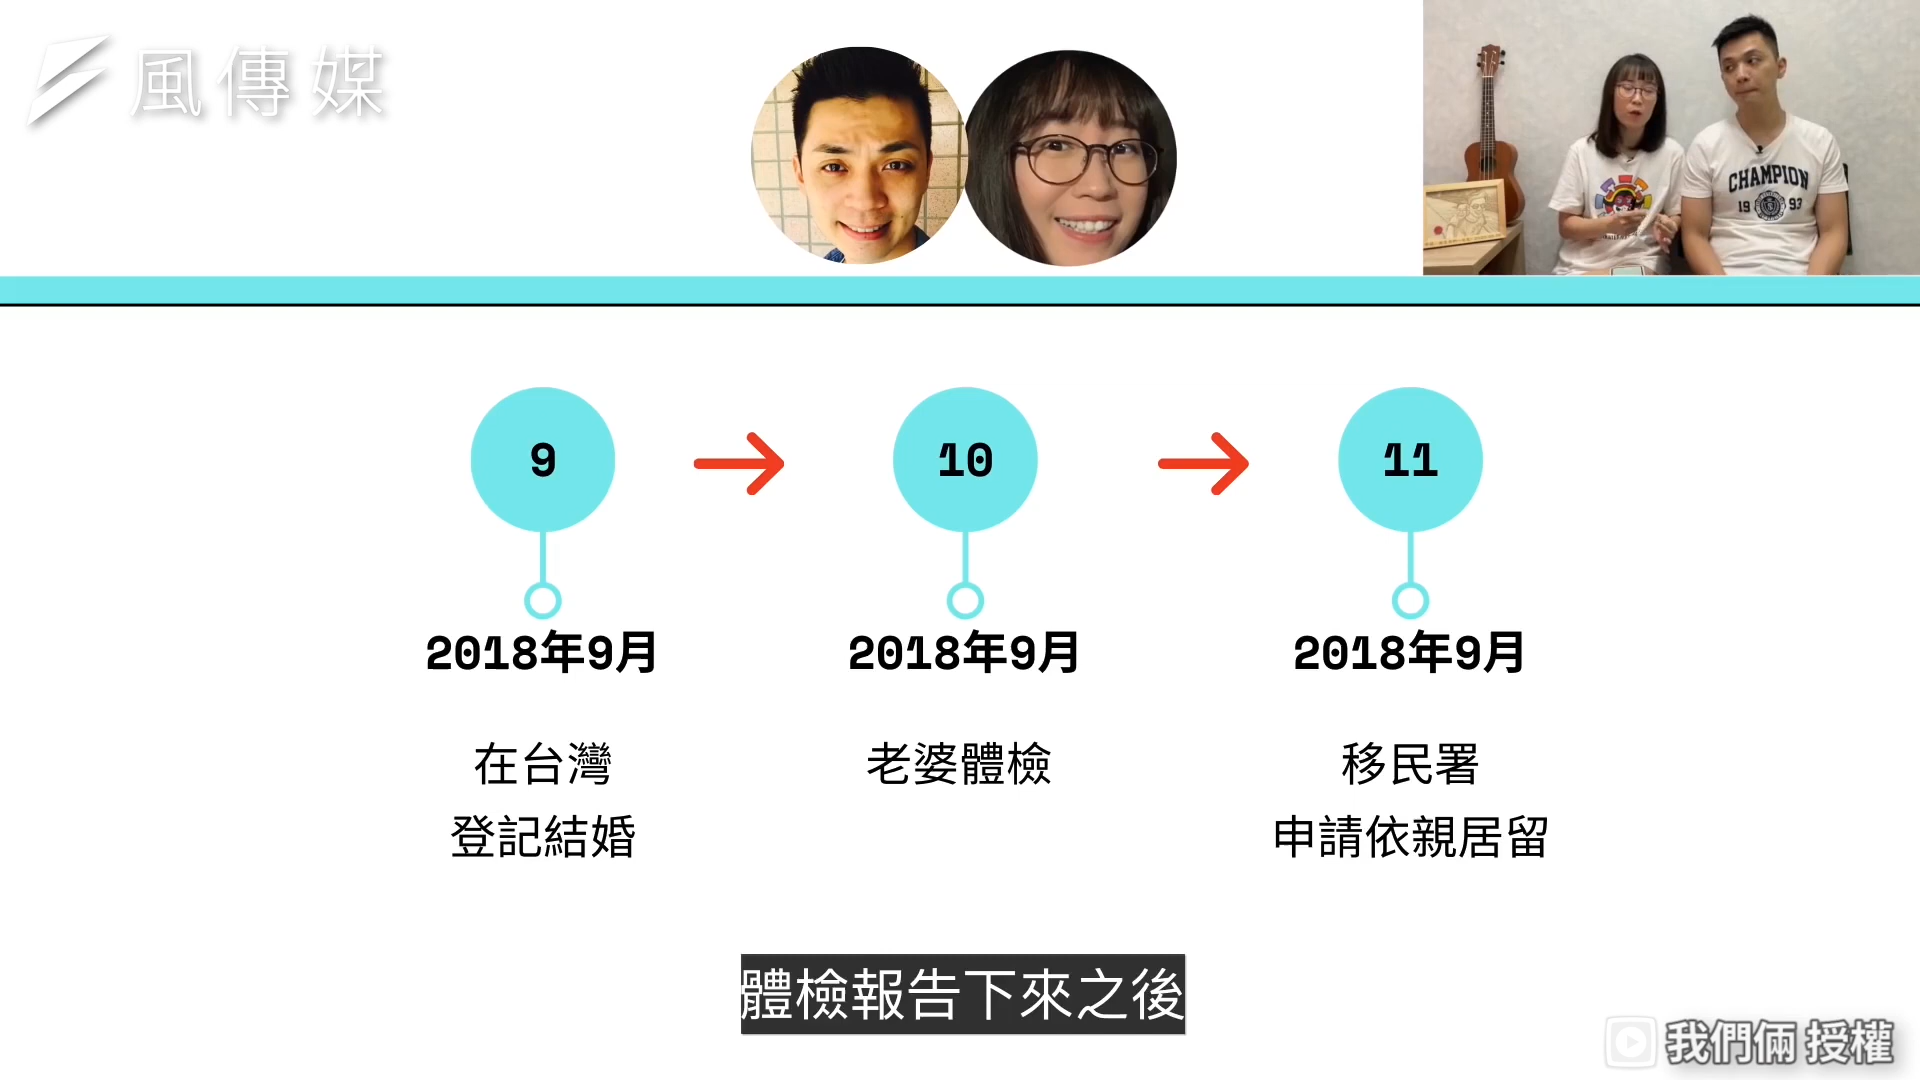 風傳媒
CHAMPION
19 93
9
10
11
2018年9月
2018年9月
2018年9月
在台灣
登記結婚
老婆體檢
移民署
申請依親居留
體檢報告下來之後
我們倆 授權